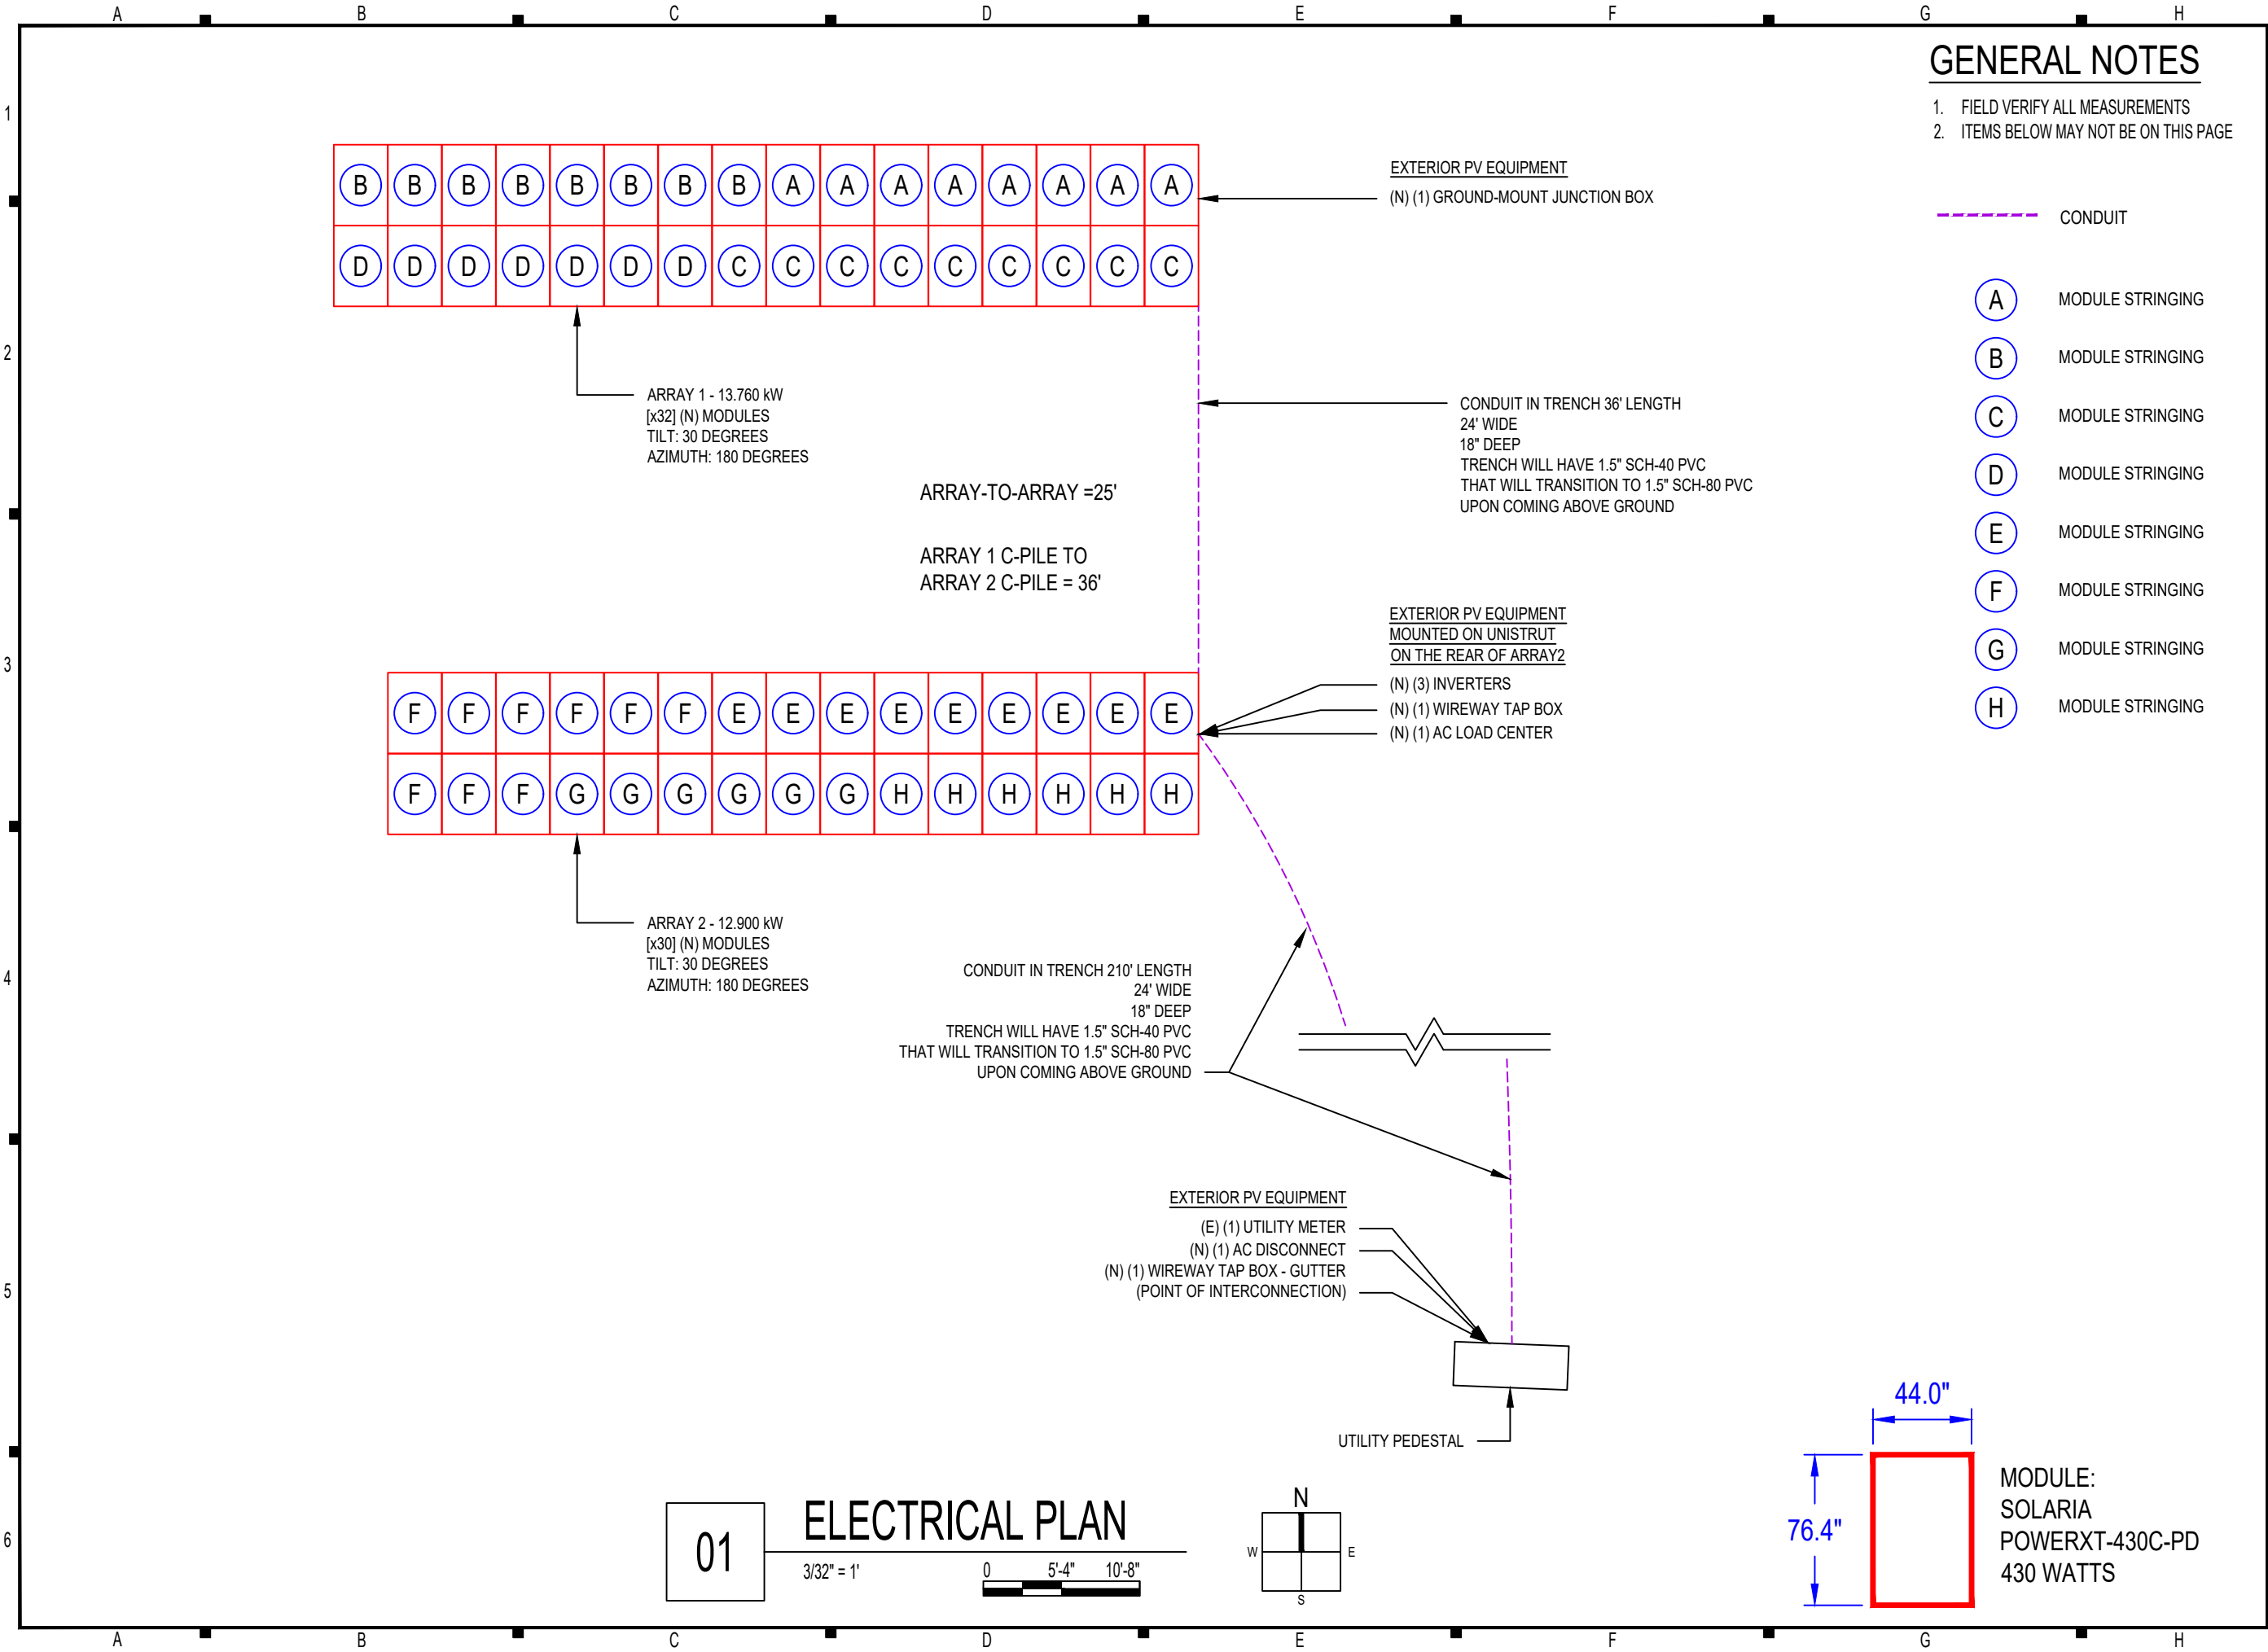 A B C D E F G H
GENERAL NOTES
1. FIELD VERIFY ALL MEASUREMENTS
2. ITEMS BELOW MAY NOT BE ON THIS PAGE
CONDUIT
A MODULE STRINGING
B MODULE STRINGING
C MODULE STRINGING
D MODULE STRINGING
E MODULE STRINGING
F MODULE STRINGING
G MODULE STRINGING
H MODULE STRINGING
1
2
3
4
5
6
B B B B B B B B A A A A A A A A
D D D D D D D C C C C C C C C C
EXTERIOR PV EQUIPMENT
(N) (1) GROUND-MOUNT JUNCTION BOX
ARRAY 1 - 13.760 kW
[x32] (N) MODULES
TILT: 30 DEGREES
AZIMUTH: 180 DEGREES
ARRAY-TO-ARRAY =25'
ARRAY 1 C-PILE TO
ARRAY 2 C-PILE = 36'
CONDUIT IN TRENCH 36' LENGTH
24' WIDE
18" DEEP
TRENCH WILL HAVE 1.5" SCH-40 PVC
THAT WILL TRANSITION TO 1.5" SCH-80 PVC
UPON COMING ABOVE GROUND
EXTERIOR PV EQUIPMENT
MOUNTED ON UNISTRUT
ON THE REAR OF ARRAY2
(N) (3) INVERTERS
(N) (1) WIREWAY TAP BOX
(N) (1) AC LOAD CENTER
F F F F F F E E E E E E E E E
F F F G G G G G G H H H H H H
ARRAY 2 - 12.900 kW
[x30] (N) MODULES
TILT: 30 DEGREES
AZIMUTH: 180 DEGREES
CONDUIT IN TRENCH 210' LENGTH
24' WIDE
18" DEEP
TRENCH WILL HAVE 1.5" SCH-40 PVC
THAT WILL TRANSITION TO 1.5" SCH-80 PVC
UPON COMING ABOVE GROUND
EXTERIOR PV EQUIPMENT
(E) (1) UTILITY METER
(N) (1) AC DISCONNECT
(N) (1) WIREWAY TAP BOX - GUTTER
(POINT OF INTERCONNECTION)
UTILITY PEDESTAL
01
ELECTRICAL PLAN
3/32" = 1'
0 5'-4" 10'-8"
N
W E
S
44.0"
76.4"
MODULE:
SOLARIA
POWERXT-430C-PD
430 WATTS
A B C D E F G H